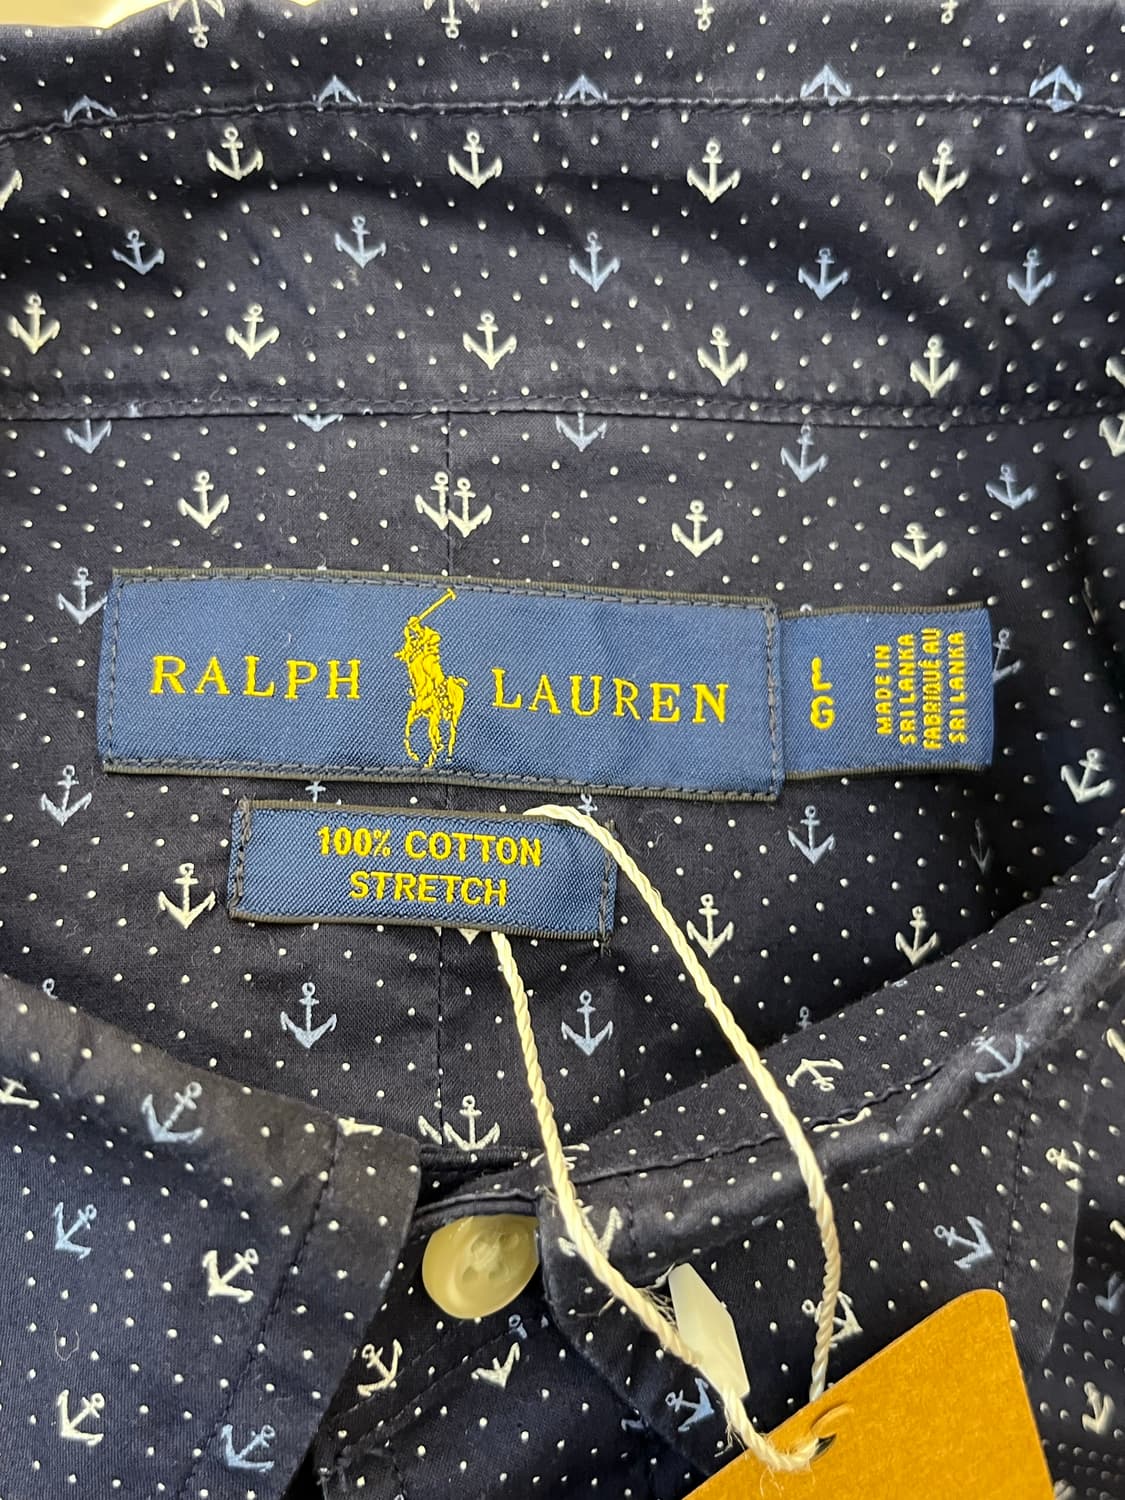 RALPH LAUREN
L
G
MADE IN
SRI LANKA
FABRIQUÉ AU
SRI LANKA
100% COTTON
STRETCH